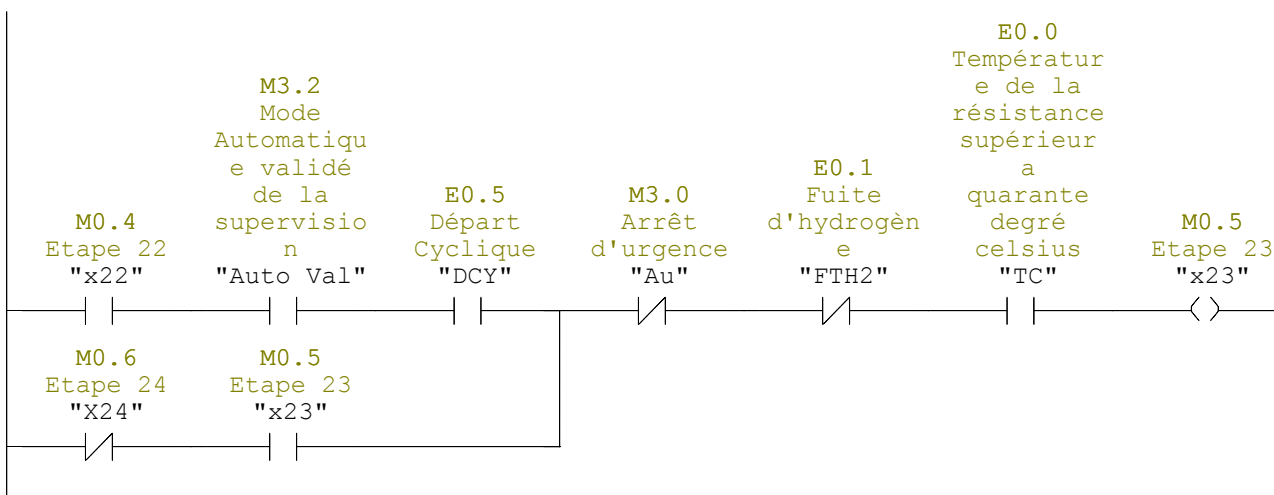 E0.0
Températur
e de la
résistance
supérieur
a
quarante
degré
celsius
"TC"
M3.2
Mode
Automatiqu
e validé
de la
supervisio
n
"Auto Val"
E0.1
Fuite
d'hydrogèn
e
"FTH2"
M0.4
Etape 22
"x22"
E0.5
Départ
Cyclique
"DCY"
M3.0
Arrêt
d'urgence
"Au"
M0.5
Etape 23
"x23"
M0.6
Etape 24
"X24"
M0.5
Etape 23
"x23"